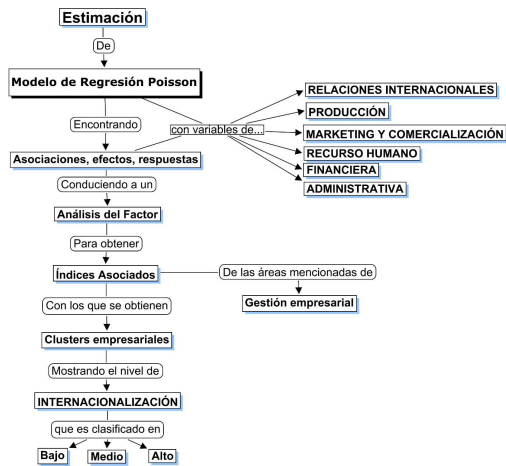 Estimación
De
Modelo de Regresión Poisson
Encontrando
con variables de...
RELACIONES INTERNACIONALES
PRODUCCIÓN
MARKETING Y COMERCIALIZACIÓN
RECURSO HUMANO
FINANCIERA
ADMINISTRATIVA
Asociaciones, efectos, respuestas
Conduciendo a un
Análisis del Factor
Para obtener
Índices Asociados
De las áreas mencionadas de
Gestión empresarial
Con los que se obtienen
Clusters empresariales
Mostrando el nivel de
INTERNACIONALIZACIÓN
que es clasificado en
Bajo
Medio
Alto